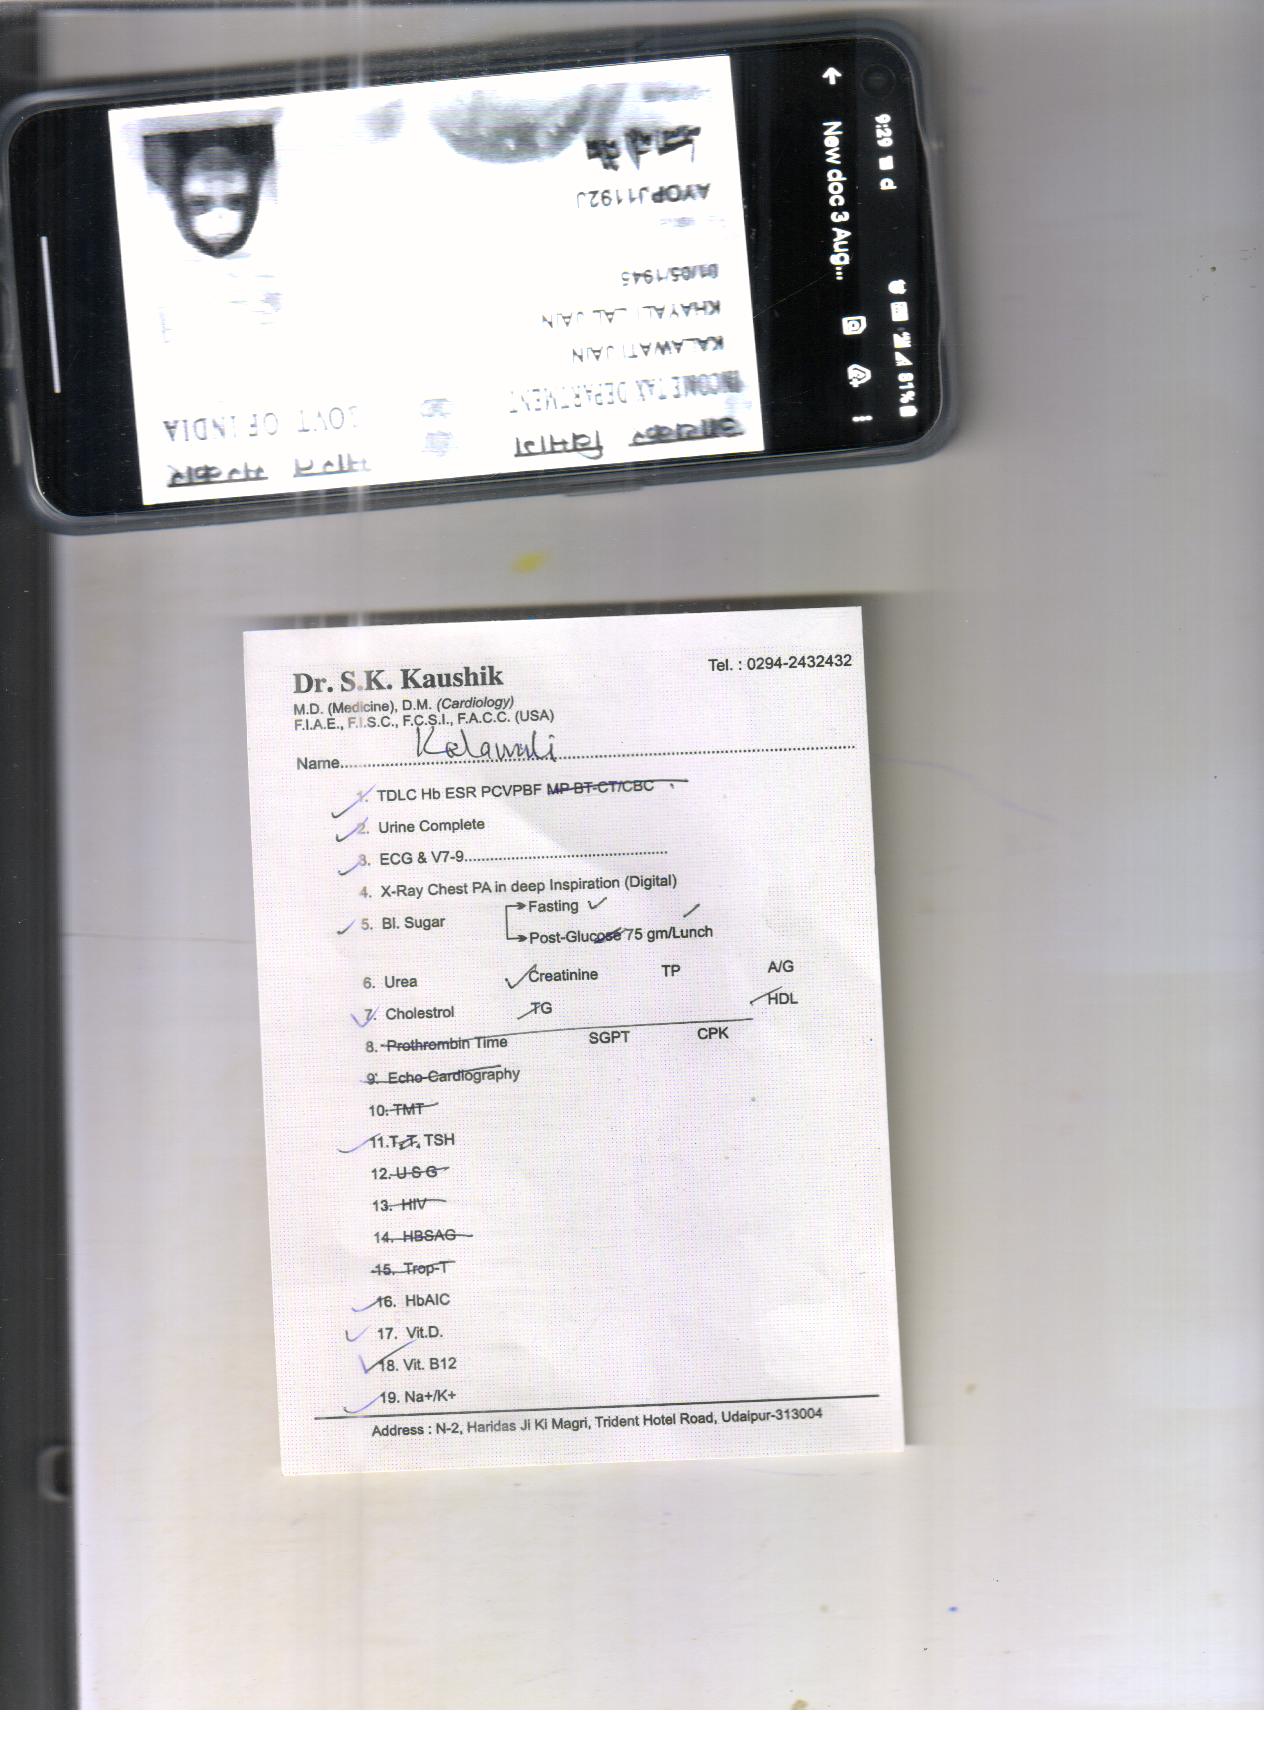 9:29
81%
New doc 3 Aug...
आयकर विभाग
भारत सरकार
INCOME TAX DEPARTMENT
GOVT OF INDIA
KALAWATI JAIN
KHAYALI LAL JAIN
01/05/1945
AYOPJ1192J
Dr. S.K. Kaushik
Tel. : 0294-2432432
M.D. (Medicine), D.M. (Cardiology)
F.I.A.E., F.I.S.C., F.C.S.I., F.A.C.C. (USA)
Name.......... Kalawati ..........
1. TDLC Hb ESR PCVPBF MP BT-CT/CBC
2. Urine Complete
3. ECG & V7-9..........
4. X-Ray Chest PA in deep Inspiration (Digital)
5. Bl. Sugar
Fasting
Post-Glucose 75 gm/Lunch
6. Urea Creatinine TP A/G
7. Cholestrol TG HDL
8. Prothrombin Time SGPT CPK
9. Echo-Cardiography
10. TMT
11. T3 T4 TSH
12. U S G
13. HIV
14. HBSAG
15. Trop-T
16. HbAIC
17. Vit.D.
18. Vit. B12
19. Na+/K+
Address : N-2, Haridas Ji Ki Magri, Trident Hotel Road, Udaipur-313004